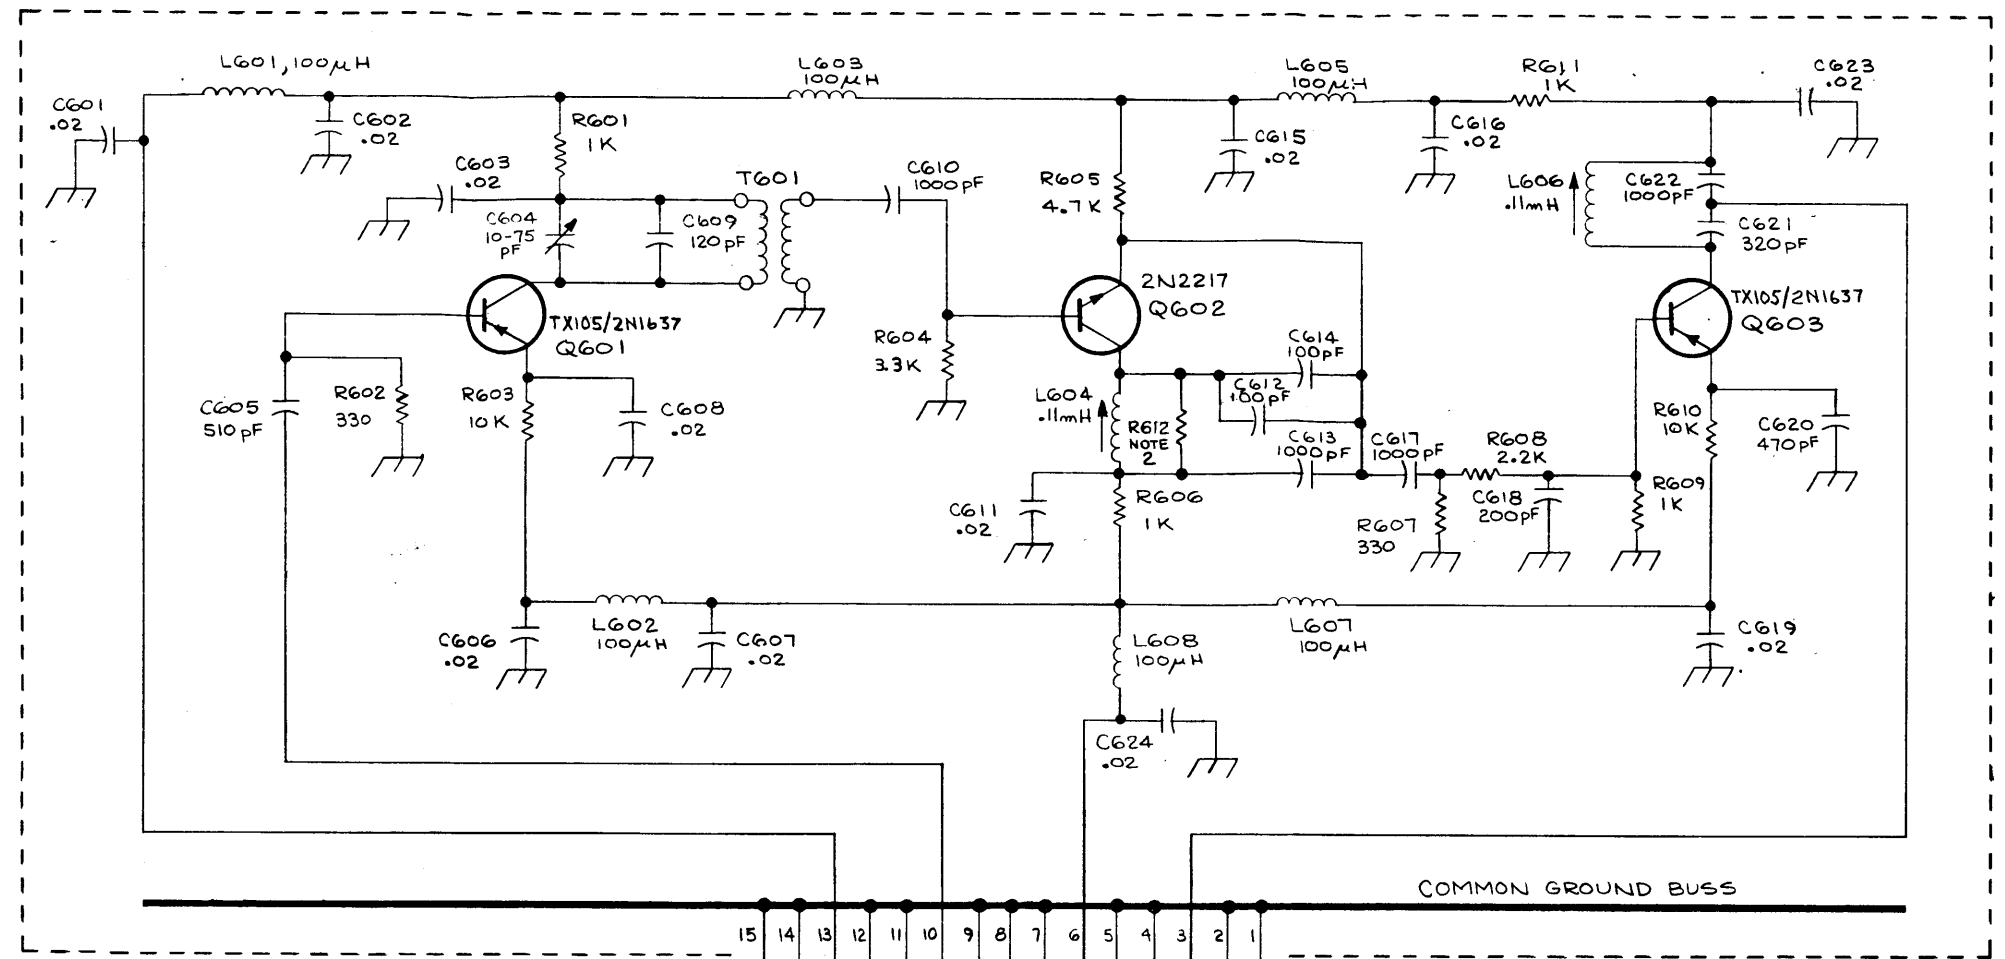 L601, 100μH
L603
100μH
L605
100μH
R611
1K
C623
.02
C601
.02
C602
.02
R601
1K
C615
.02
C616
.02
C603
.02
T601
C610
1000pF
R605
4.7K
L606
.11mH
C622
1000pF
C604
10-75
pF
C609
120pF
C621
320pF
2N2217
Q602
TX105/2N1637
Q603
TX105/2N1637
Q601
R604
3.3K
C614
100pF
R602
330
R603
10K
C605
510pF
C608
.02
L604
.11mH
C612
100pF
R612
NOTE
2
C613
1000pF
C617
1000pF
R608
2.2K
R610
10K
C620
470pF
C611
.02
R606
1K
R607
330
C618
200pF
R609
1K
C606
.02
L602
100μH
C607
.02
L608
100μH
L607
100μH
C619
.02
C624
.02
COMMON GROUND BUSS
15 14 13 12 11 10 9 8 7 6 5 4 3 2 1